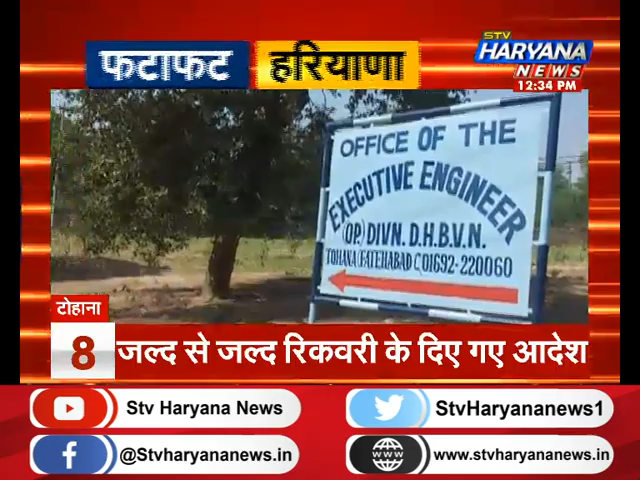 फटाफट हरियाणा
STV
HARYANA
NEWS
12:34 PM
OFFICE OF THE
EXECUTIVE ENGINEER
(OP.) DIVN. D.H.B.V.N.
TOHANA (FATEHABAD) 01692-220060
टोहाना
8 जल्द से जल्द रिकवरी के दिए गए आदेश
Stv Haryana News
StvHaryananews1
@Stvharyananews.in
www.stvharyananews.in